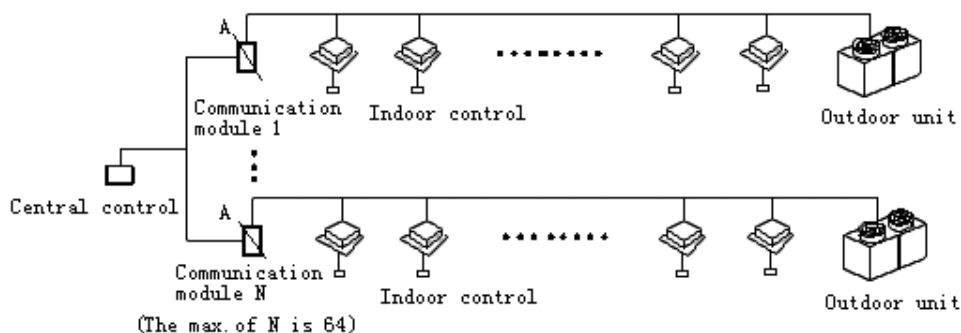 A
Communication
module 1
Indoor control
Outdoor unit
Central control
A
Communication
module N
(The max.of N is 64)
Indoor control
Outdoor unit